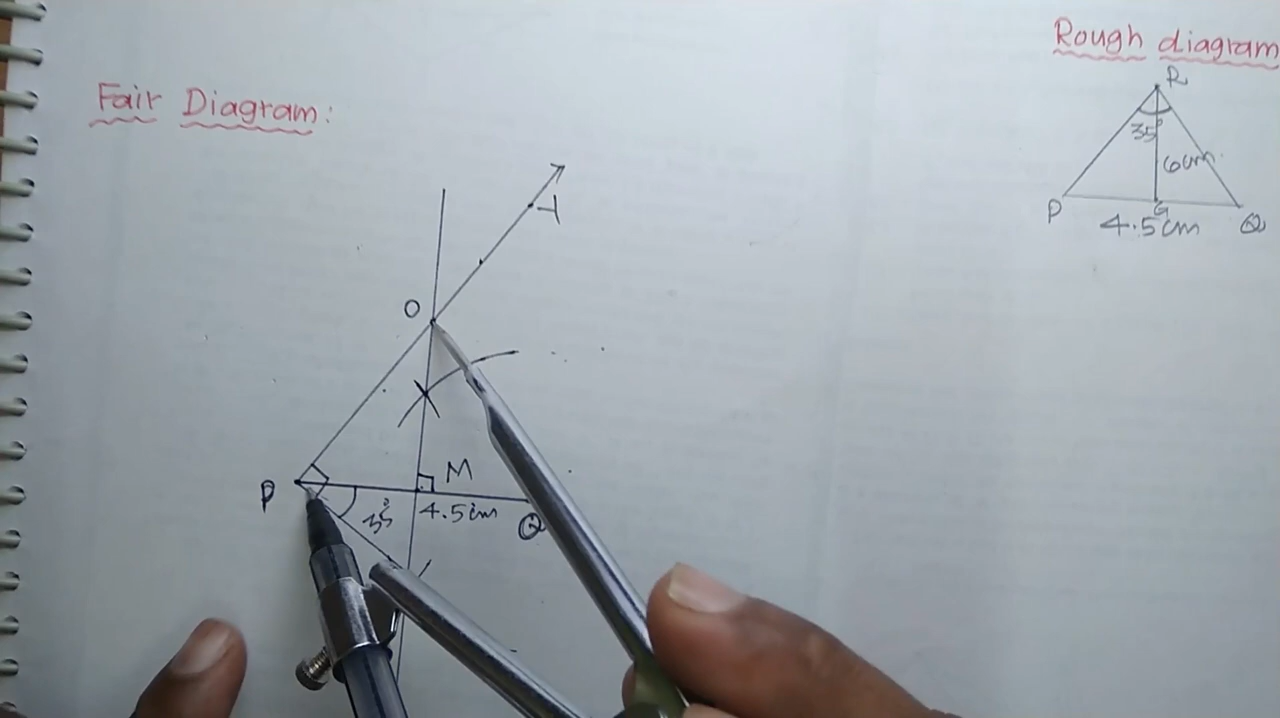 Rough diagram
Fair Diagram:
R
35°
6cm
P
G
Q
4.5cm
Y
O
M
P
35°
4.5cm
Q